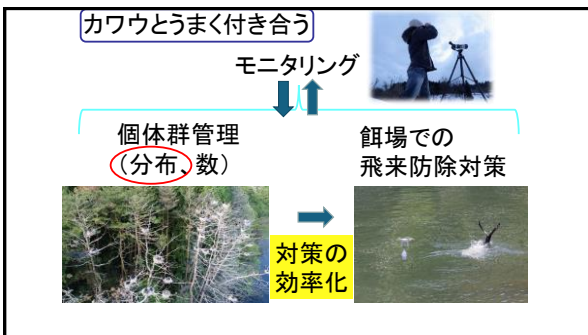 カワウとうまく付き合う
モニタリング
個体群管理
(分布、数)
餌場での
飛来防除対策
対策の
効率化